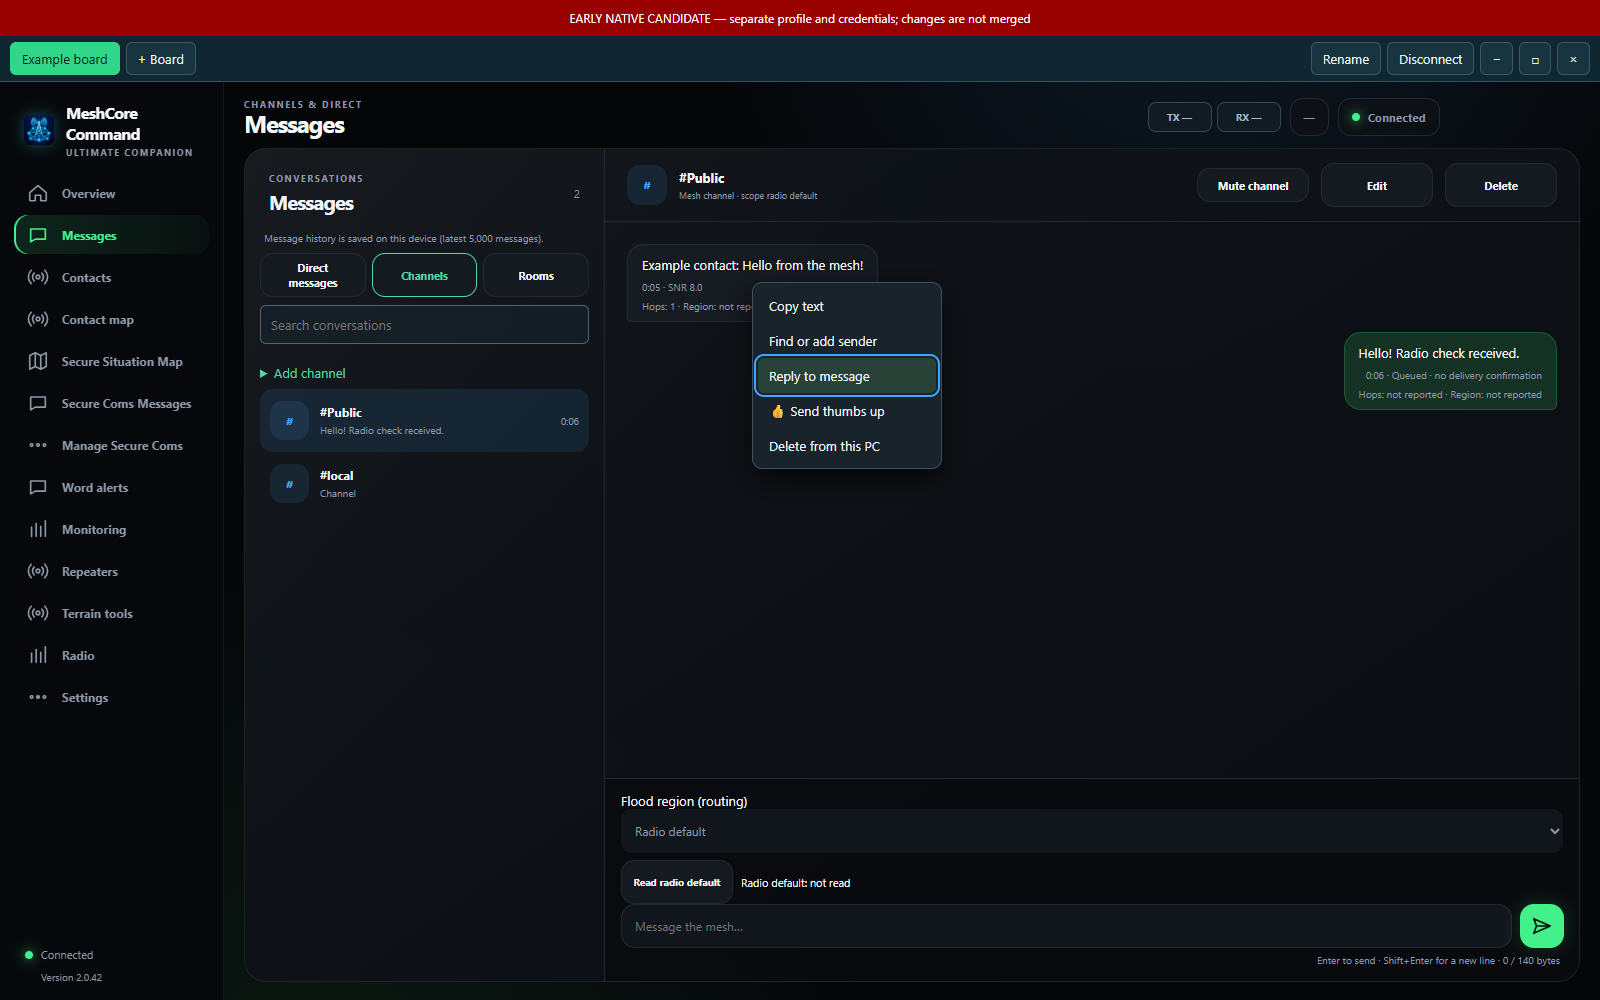 EARLY NATIVE CANDIDATE — separate profile and credentials; changes are not merged
Example board
+ Board
Rename
Disconnect
MeshCore
Command
ULTIMATE COMPANION
Overview
Messages
Contacts
Contact map
Secure Situation Map
Secure Coms Messages
Manage Secure Coms
Word alerts
Monitoring
Repeaters
Terrain tools
Radio
Settings
Connected
Version 2.0.42
CHANNELS & DIRECT
Messages
TX —
RX —
—
Connected
CONVERSATIONS
Messages
2
Message history is saved on this device (latest 5,000 messages).
Direct
messages
Channels
Rooms
Search conversations
Add channel
# #Public
Hello! Radio check received.
0:06
# #local
Channel
# #Public
Mesh channel · scope radio default
Mute channel
Edit
Delete
Example contact: Hello from the mesh!
0:05 · SNR 8.0
Hops: 1 · Region: not
Copy text
Find or add sender
Reply to message
👍 Send thumbs up
Delete from this PC
Hello! Radio check received.
0:06 · Queued · no delivery confirmation
Hops: not reported · Region: not reported
Flood region (routing)
Radio default
Read radio default
Radio default: not read
Message the mesh...
Enter to send · Shift+Enter for a new line · 0 / 140 bytes